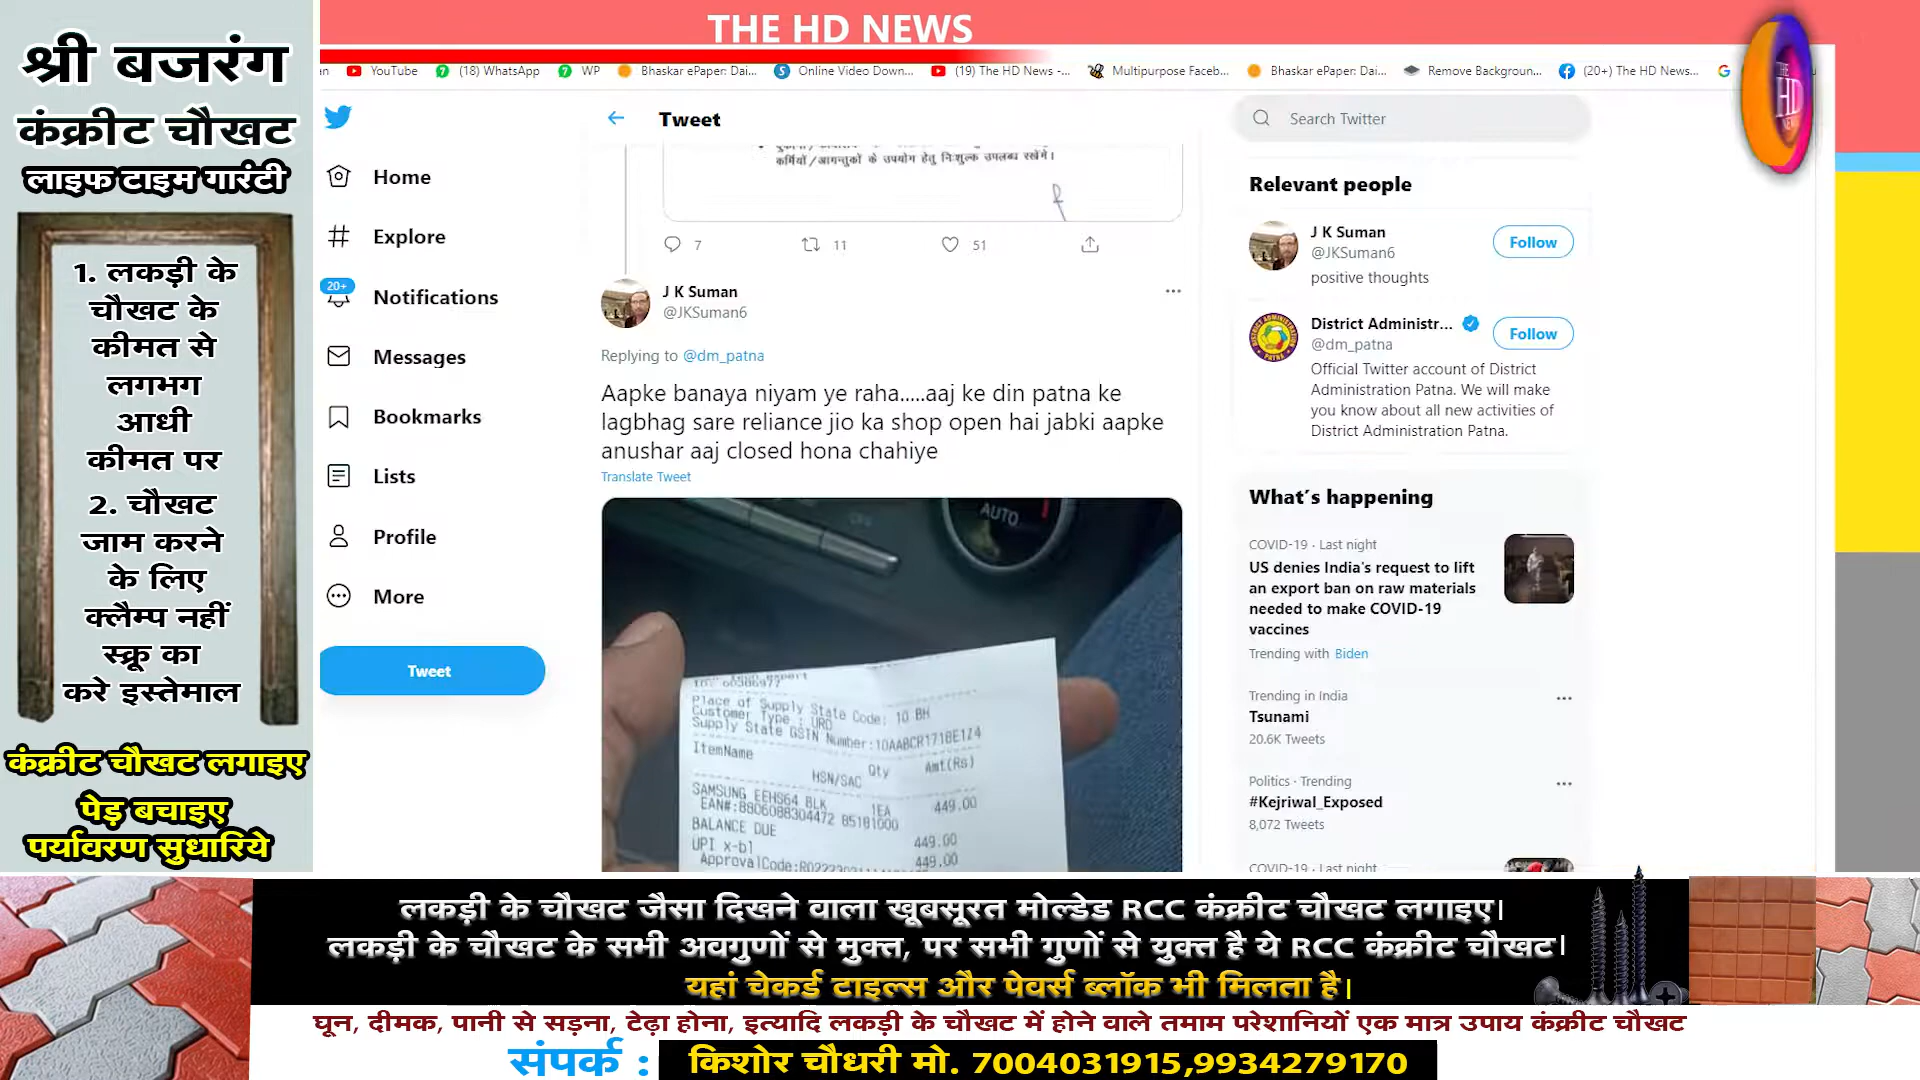 THE HD NEWS
श्री बजरंग
कंक्रीट चौखट
लाइफ टाइम गारंटी
1. लकड़ी के
चौखट के
कीमत से
लगभग
आधी
कीमत पर
2. चौखट
जाम करने
के लिए
क्लैम्प नहीं
स्क्रू का
करे इस्तेमाल
कंक्रीट चौखट लगाइए
पेड़ बचाइए
पर्यावरण सुधारिये
YouTube (18) WhatsApp WP Bhaskar ePaper: Dai... Online Video Down... (19) The HD News -... Multipurpose Faceb... Bhaskar ePaper: Dai... Remove Backgroun... (20+) The HD News...
Home
Explore
20+
Notifications
Messages
Bookmarks
Lists
Profile
More
Tweet
Tweet
कर्मियों/आगन्तुकों के उपयोग हेतु निःशुल्क उपलब्ध रखेंगे।
7 11 51
J K Suman
@JKSuman6
Replying to @dm_patna
Aapke banaya niyam ye raha.....aaj ke din patna ke
lagbhag sare reliance jio ka shop open hai jabki aapke
anushar aaj closed hona chahiye
Translate Tweet
AUTO
Place of Supply State Code: 10 BH
Customer Type : URD
Supply State GSTN Number:10AABCR1718E1Z4
ItemName
HSN/SAC Qty Amt(Rs)
SAMSUNG EEHS64 BLK 1EA 449.00
EAN#:8806088304472 85181000
BALANCE DUE 449.00
UPI x-bl 449.00
Search Twitter
Relevant people
J K Suman
@JKSuman6
positive thoughts
Follow
District Administr...
@dm_patna
Follow
Official Twitter account of District
Administration Patna. We will make
you know about all new activities of
District Administration Patna.
What's happening
COVID-19 · Last night
US denies India's request to lift
an export ban on raw materials
needed to make COVID-19
vaccines
Trending with Biden
Trending in India
Tsunami
20.6K Tweets
Politics · Trending
#Kejriwal_Exposed
8,072 Tweets
COVID-19 · Last night
THE
HD
लकड़ी के चौखट जैसा दिखने वाला खूबसूरत मोल्डेड RCC कंक्रीट चौखट लगाइए।
लकड़ी के चौखट के सभी अवगुणों से मुक्त, पर सभी गुणों से युक्त है ये RCC कंक्रीट चौखट।
यहां चेकर्ड टाइल्स और पेवर्स ब्लॉक भी मिलता है।
घून, दीमक, पानी से सड़ना, टेढ़ा होना, इत्यादि लकड़ी के चौखट में होने वाले तमाम परेशानियों एक मात्र उपाय कंक्रीट चौखट
संपर्क : किशोर चौधरी मो. 7004031915,9934279170